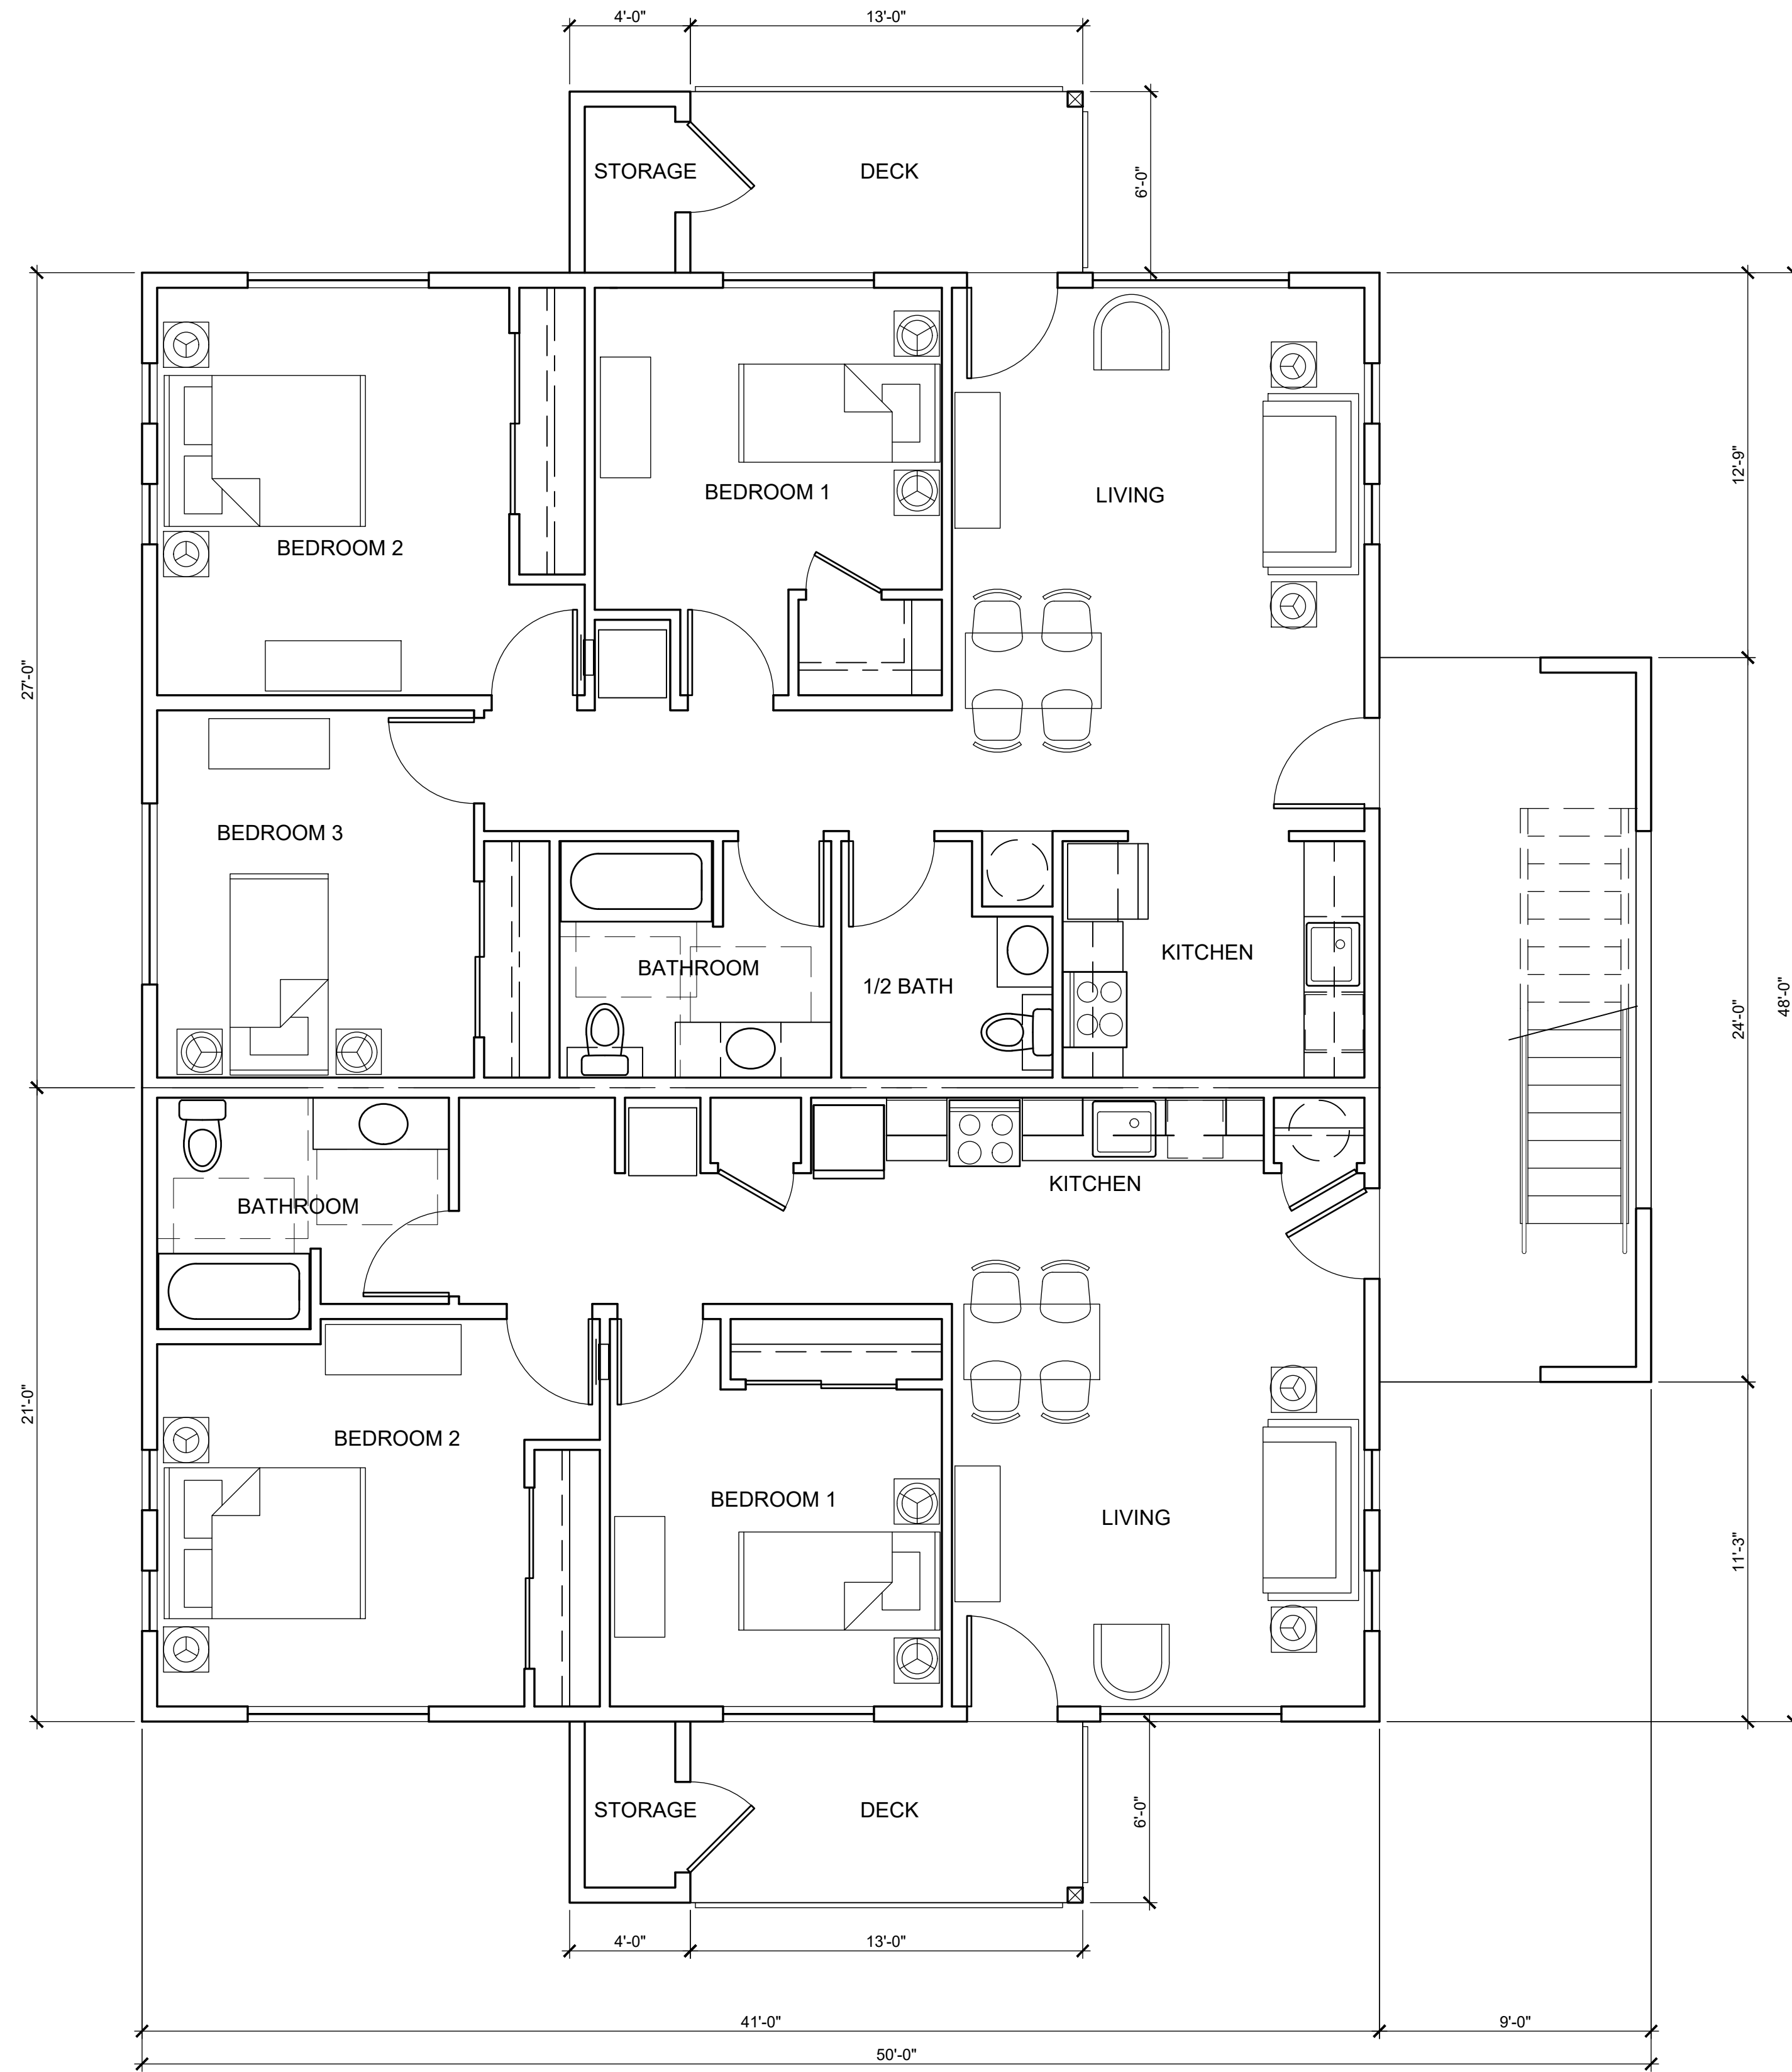 4'-0" 13'-0"
STORAGE DECK
6'-0"
BEDROOM 1
LIVING
12'-9"
BEDROOM 2
27'-0"
BEDROOM 3
KITCHEN
BATHROOM
1/2 BATH
24'-0"
48'-0"
KITCHEN
BATHROOM
21'-0"
BEDROOM 2
BEDROOM 1
LIVING
11'-3"
STORAGE DECK
6'-0"
4'-0" 13'-0"
41'-0" 9'-0"
50'-0"